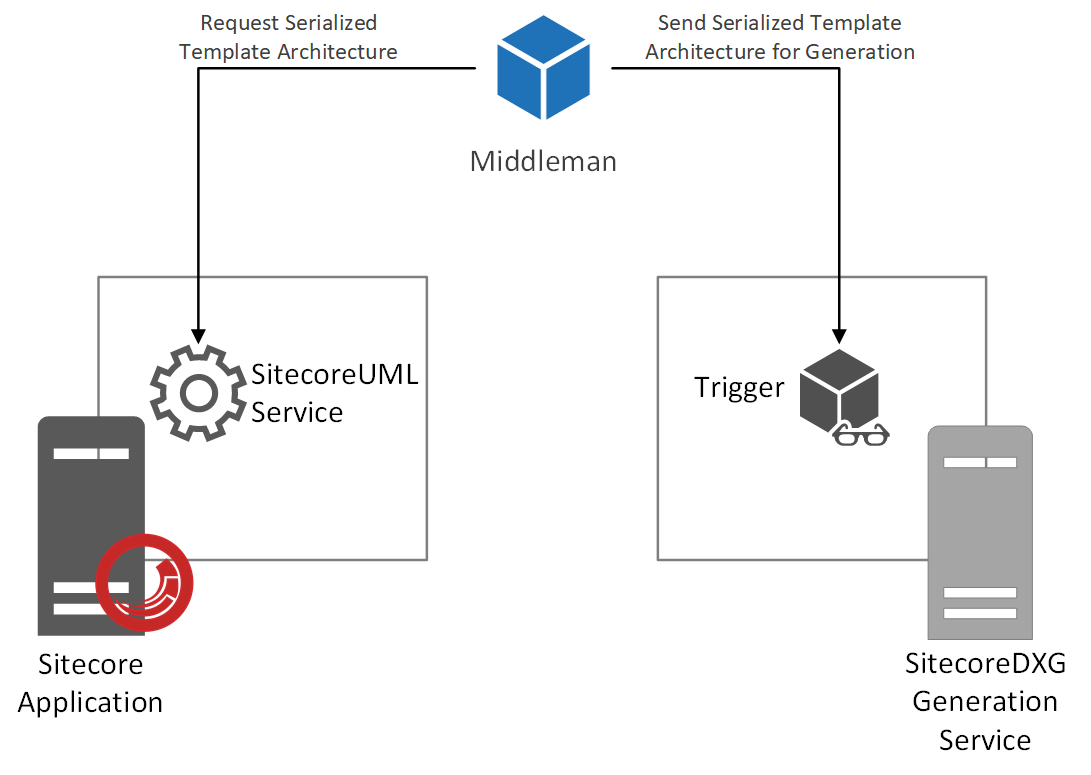 Request Serialized
Template Architecture
Send Serialized Template
Architecture for Generation
Middleman
SitecoreUML
Service
Trigger
Sitecore
Application
SitecoreDXG
Generation
Service